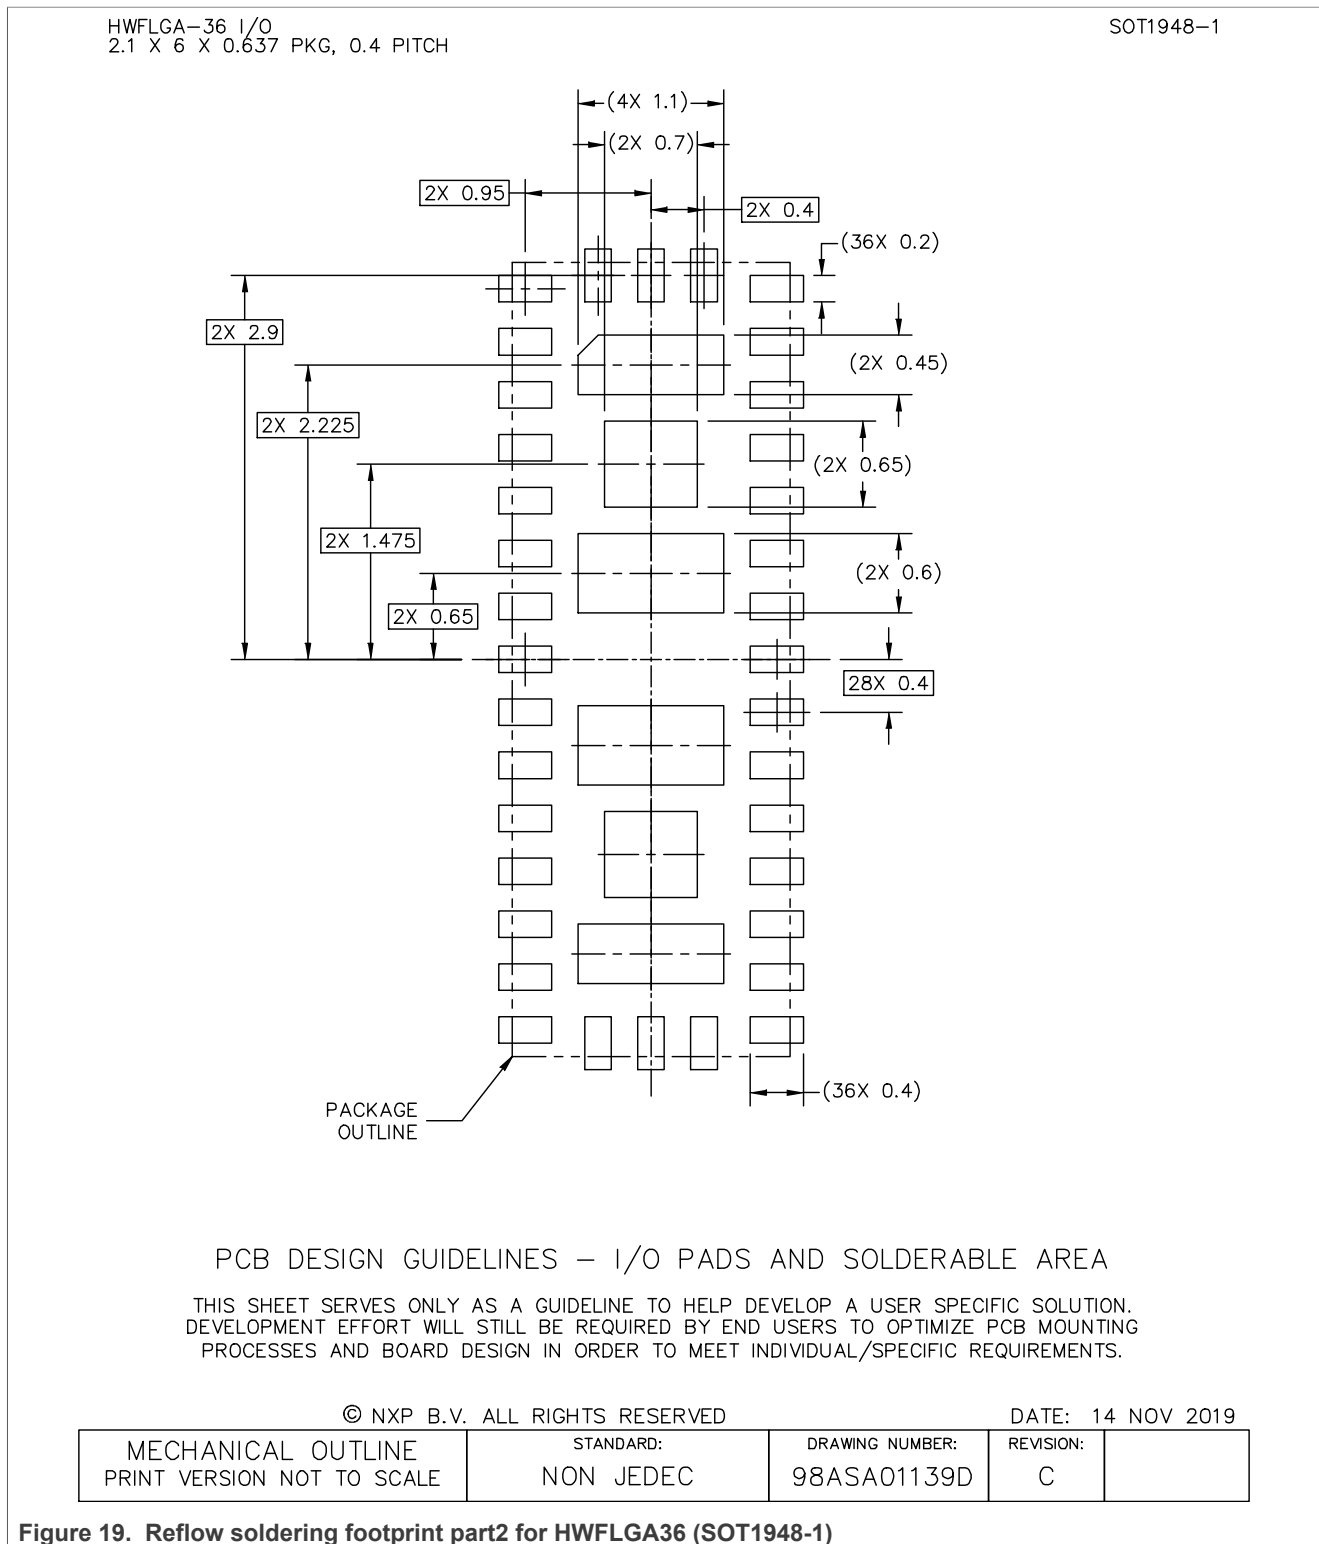 HWFLGA-36 I/O
2.1 X 6 X 0.637 PKG, 0.4 PITCH
SOT1948-1
(4X 1.1)
(2X 0.7)
2X 0.95
2X 0.4
(36X 0.2)
2X 2.9
(2X 0.45)
2X 2.225
(2X 0.65)
2X 1.475
(2X 0.6)
2X 0.65
28X 0.4
(36X 0.4)
PACKAGE
OUTLINE
PCB DESIGN GUIDELINES - I/O PADS AND SOLDERABLE AREA
THIS SHEET SERVES ONLY AS A GUIDELINE TO HELP DEVELOP A USER SPECIFIC SOLUTION.
DEVELOPMENT EFFORT WILL STILL BE REQUIRED BY END USERS TO OPTIMIZE PCB MOUNTING
PROCESSES AND BOARD DESIGN IN ORDER TO MEET INDIVIDUAL/SPECIFIC REQUIREMENTS.
© NXP B.V. ALL RIGHTS RESERVED
DATE: 14 NOV 2019
MECHANICAL OUTLINE
PRINT VERSION NOT TO SCALE
STANDARD:
NON JEDEC
DRAWING NUMBER:
98ASA01139D
REVISION:
C
Figure 19. Reflow soldering footprint part2 for HWFLGA36 (SOT1948-1)